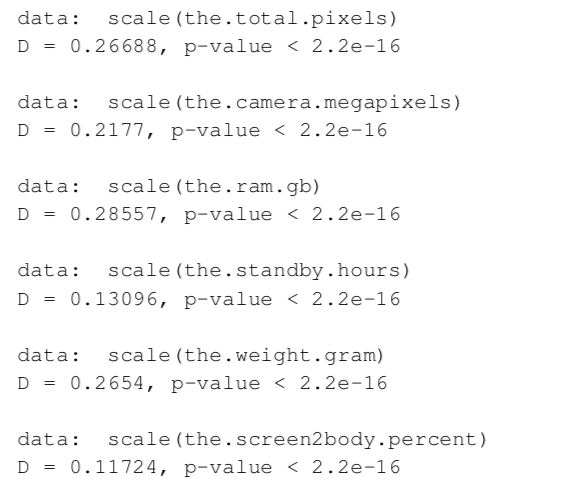 data:  scale(the.total.pixels)
D = 0.26688, p-value < 2.2e-16
data:  scale(the.camera.megapixels)
D = 0.2177, p-value < 2.2e-16
data:  scale(the.ram.gb)
D = 0.28557, p-value < 2.2e-16
data:  scale(the.standby.hours)
D = 0.13096, p-value < 2.2e-16
data:  scale(the.weight.gram)
D = 0.2654, p-value < 2.2e-16
data:  scale(the.screen2body.percent)
D = 0.11724, p-value < 2.2e-16